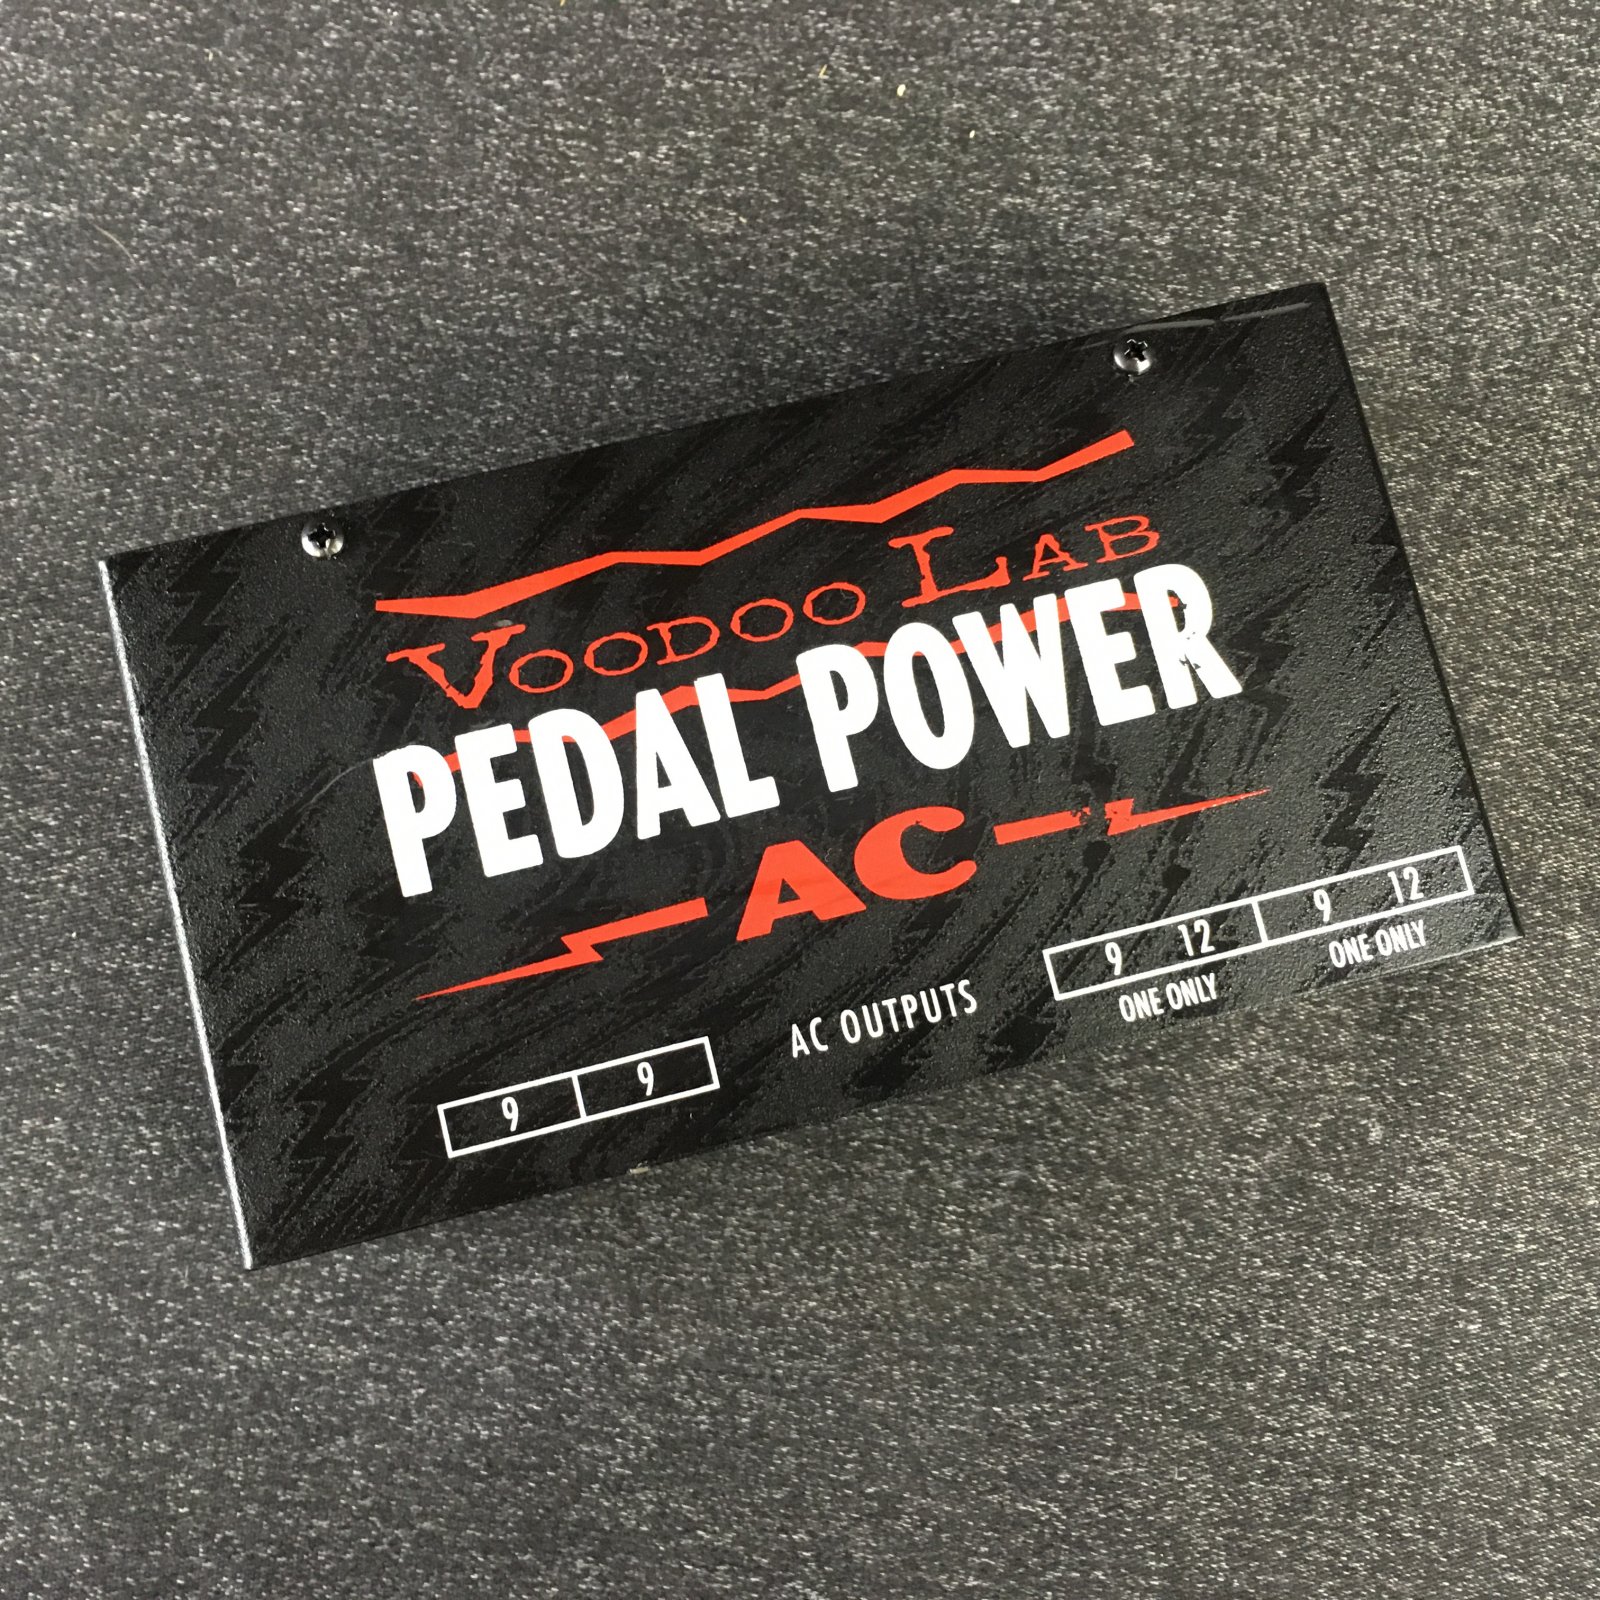 VOODOO LAB
PEDAL POWER
AC
9 9 AC OUTPUTS 9 12 9 12
ONE ONLY ONE ONLY